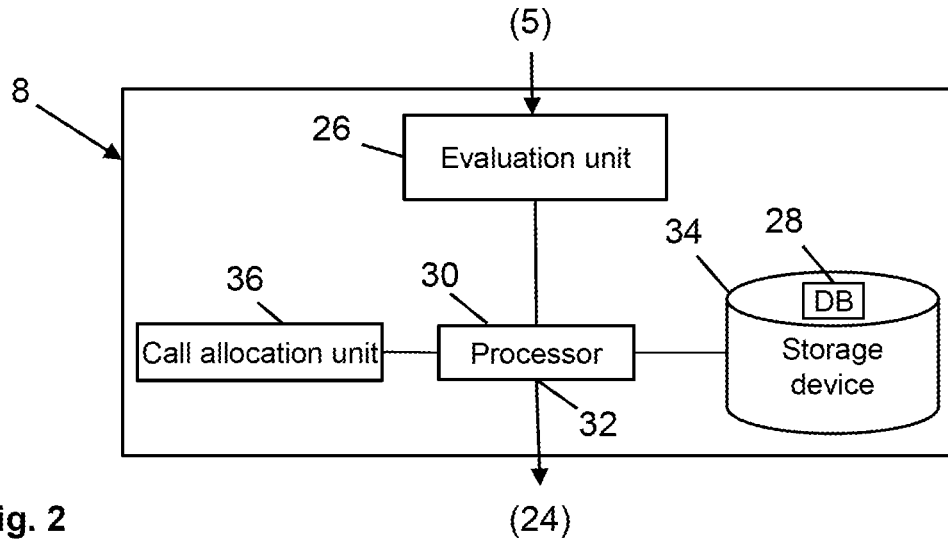 (5)
8
26
Evaluation unit
34
28
DB
36
30
Call allocation unit
Processor
Storage
device
32
ig. 2
(24)